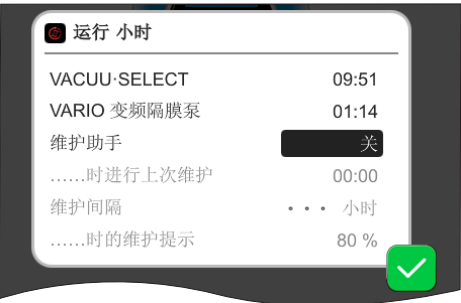 运行 小时
VACUU·SELECT 09:51
VARIO 变频隔膜泵 01:14
维护助手 关
……时进行上次维护 00:00
维护间隔 • • • 小时
……时的维护提示 80 %